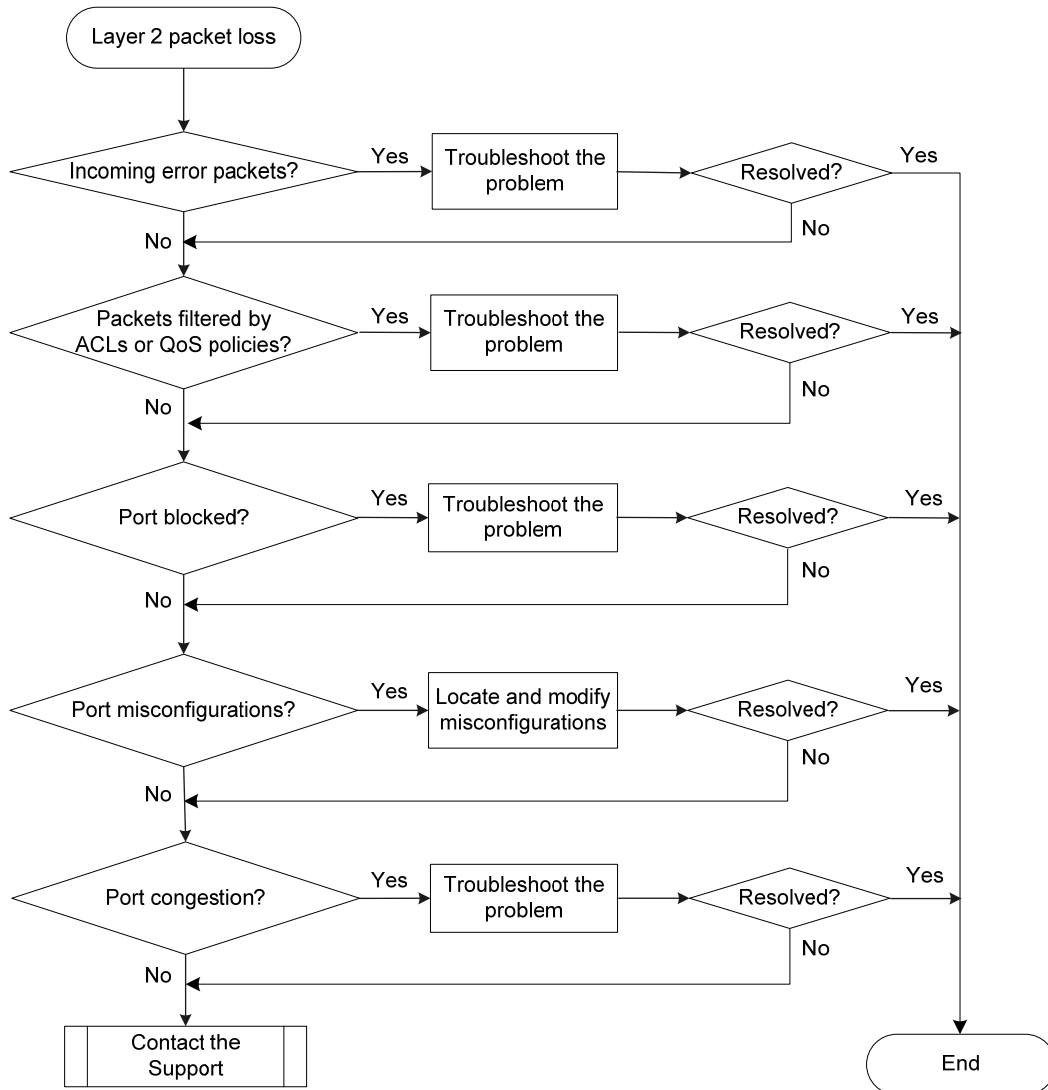 Layer 2 packet loss
Incoming error packets?
Yes
Troubleshoot the
problem
Resolved?
Yes
No
No
Packets filtered by
ACLs or QoS policies?
Yes
Troubleshoot the
problem
Resolved?
Yes
No
No
Port blocked?
Yes
Troubleshoot the
problem
Resolved?
Yes
No
No
Port misconfigurations?
Yes
Locate and modify
misconfigurations
Resolved?
Yes
No
No
Port congestion?
Yes
Troubleshoot the
problem
Resolved?
Yes
No
No
Contact the
Support
End